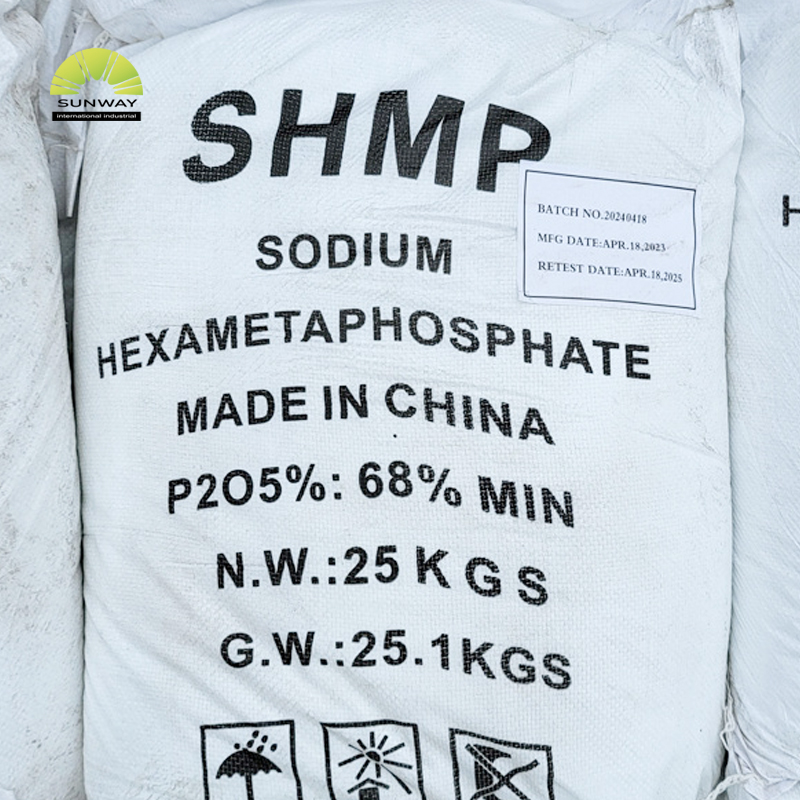 SUNWAY
international industrial
SHMP
BATCH NO.20240418
MFG DATE:APR.18,2023
RETEST DATE:APR.18,2025
SODIUM
HEXAMETAPHOSPHATE
MADE IN CHINA
P2O5%: 68% MIN
N.W.:25 KGS
G.W.:25.1KGS
H